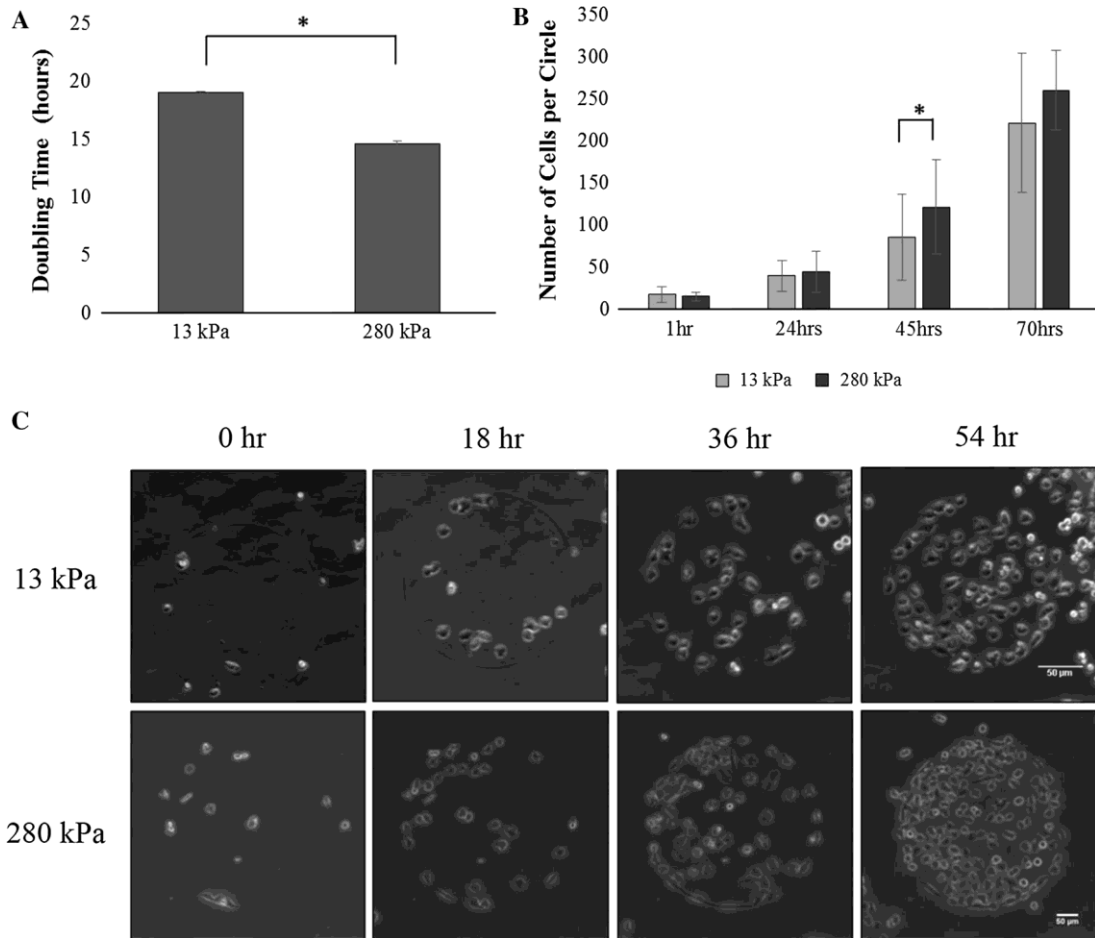 A
Doubling Time (hours)
25
20
15
10
5
0
*
13 kPa
280 kPa
B
Number of Cells per Circle
350
300
250
200
150
100
50
0
*
1hr
24hrs
45hrs
70hrs
13 kPa
280 kPa
C
0 hr
18 hr
36 hr
54 hr
13 kPa
50 µm
280 kPa
50 µm